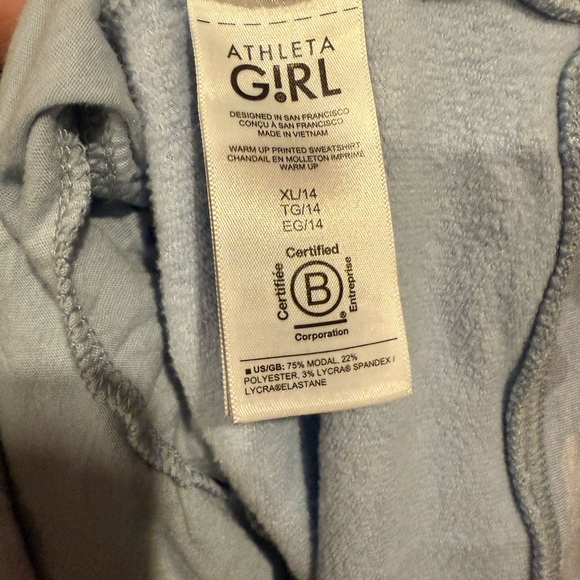 ATHLETA
G!RL
DESIGNED IN SAN FRANCISCO
CONÇU À SAN FRANCISCO
MADE IN VIETNAM
WARM UP PRINTED SWEATSHIRT
CHANDAIL EN MOLLETON IMPRIMÉ
WARM UP
XL/14
TG/14
EG/14
Certified
Certifiée
B
Entreprise
®
Corporation
■ US/GB: 75% MODAL, 22%
POLYESTER, 3% LYCRA® SPANDEX /
LYCRA®ELASTANE